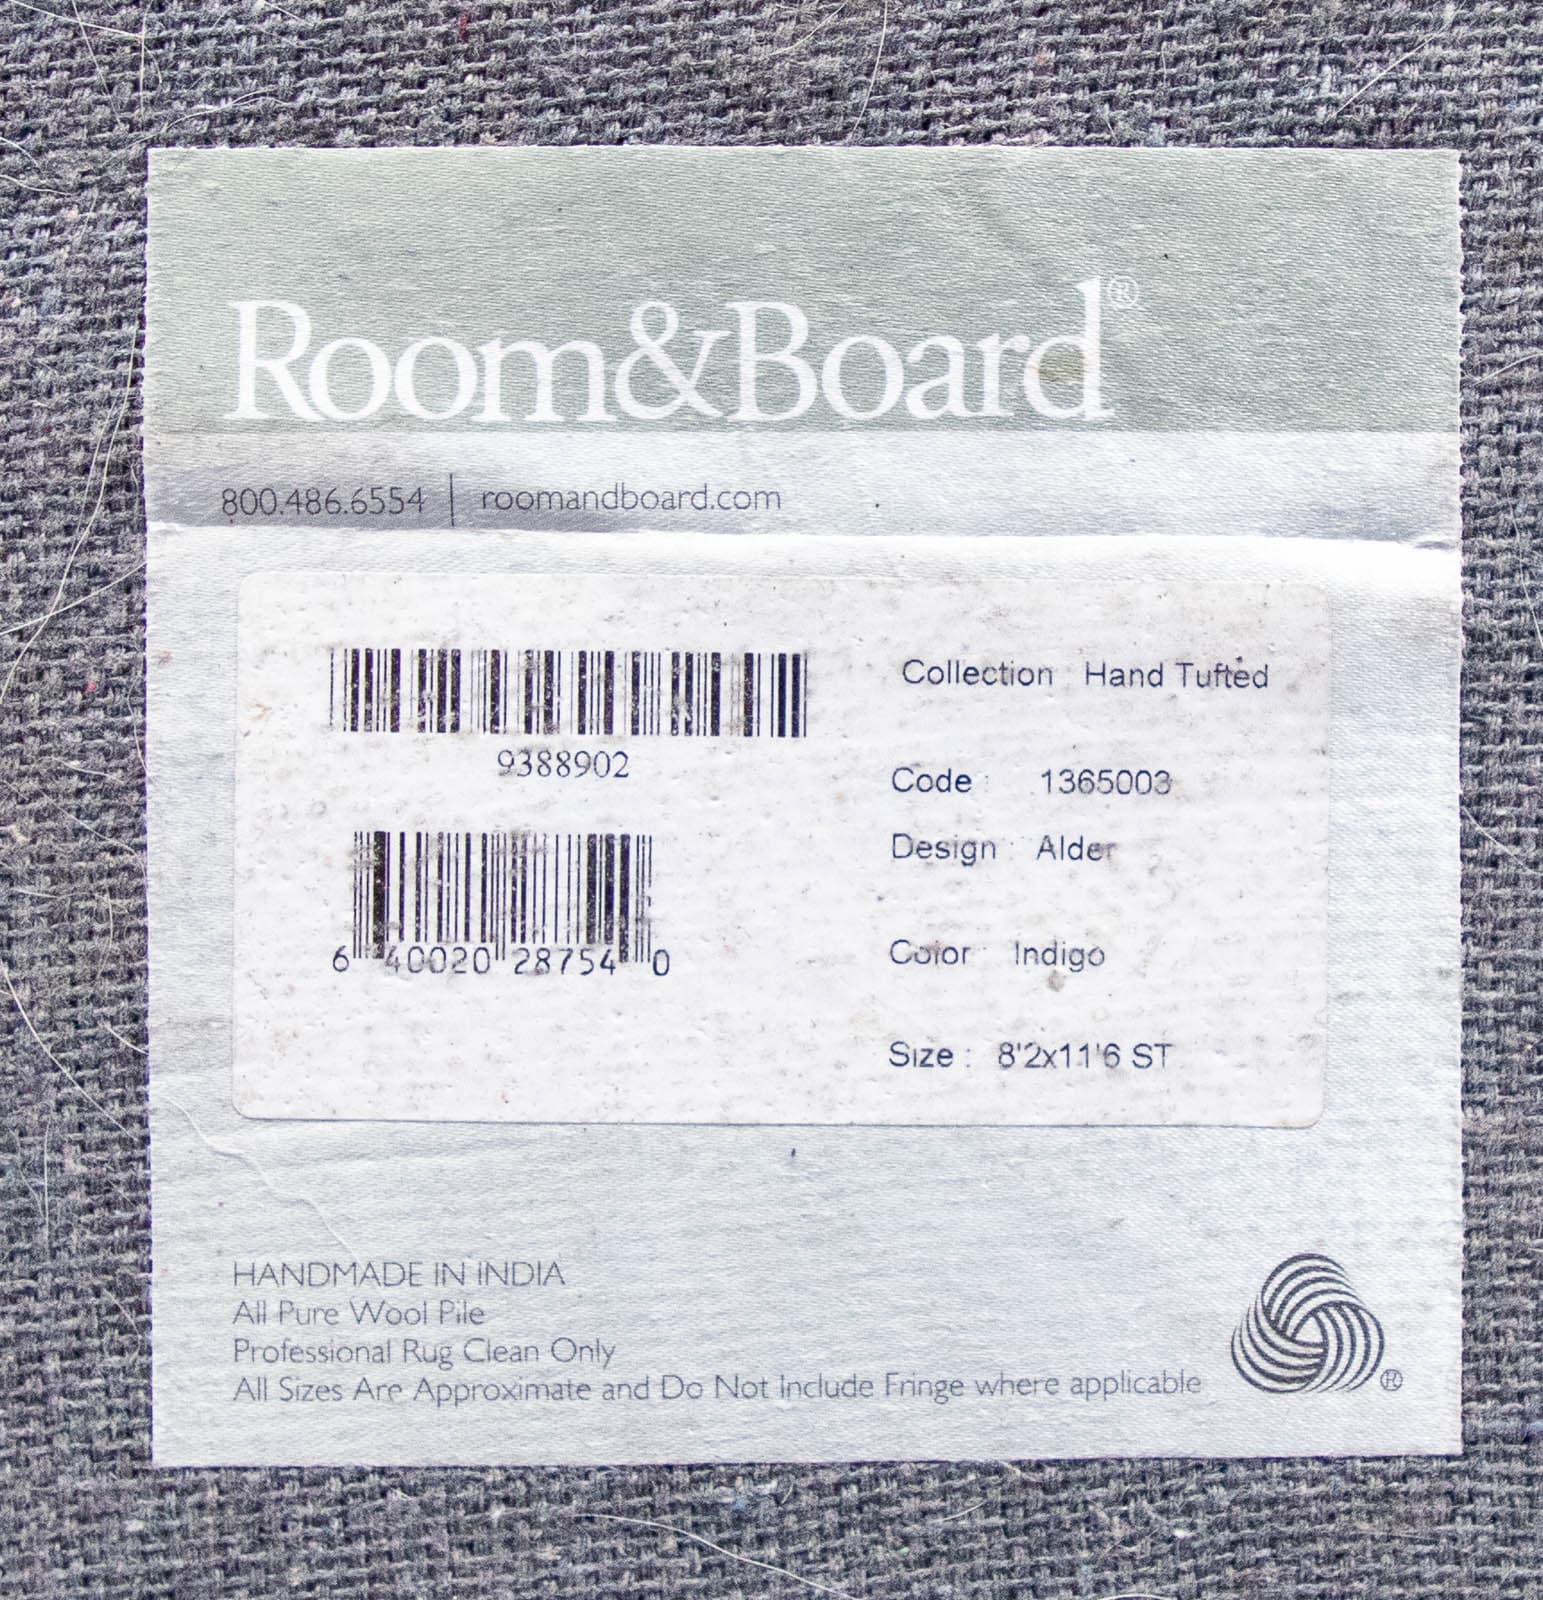 Room&Board®
800.486.6554 | roomandboard.com
9388902
6 40020 28754 0
Collection : Hand Tufted
Code : 1365003
Design : Alder
Color : Indigo
Size : 8'2x11'6 ST
HANDMADE IN INDIA
All Pure Wool Pile
Professional Rug Clean Only
All Sizes Are Approximate and Do Not Include Fringe where applicable
®